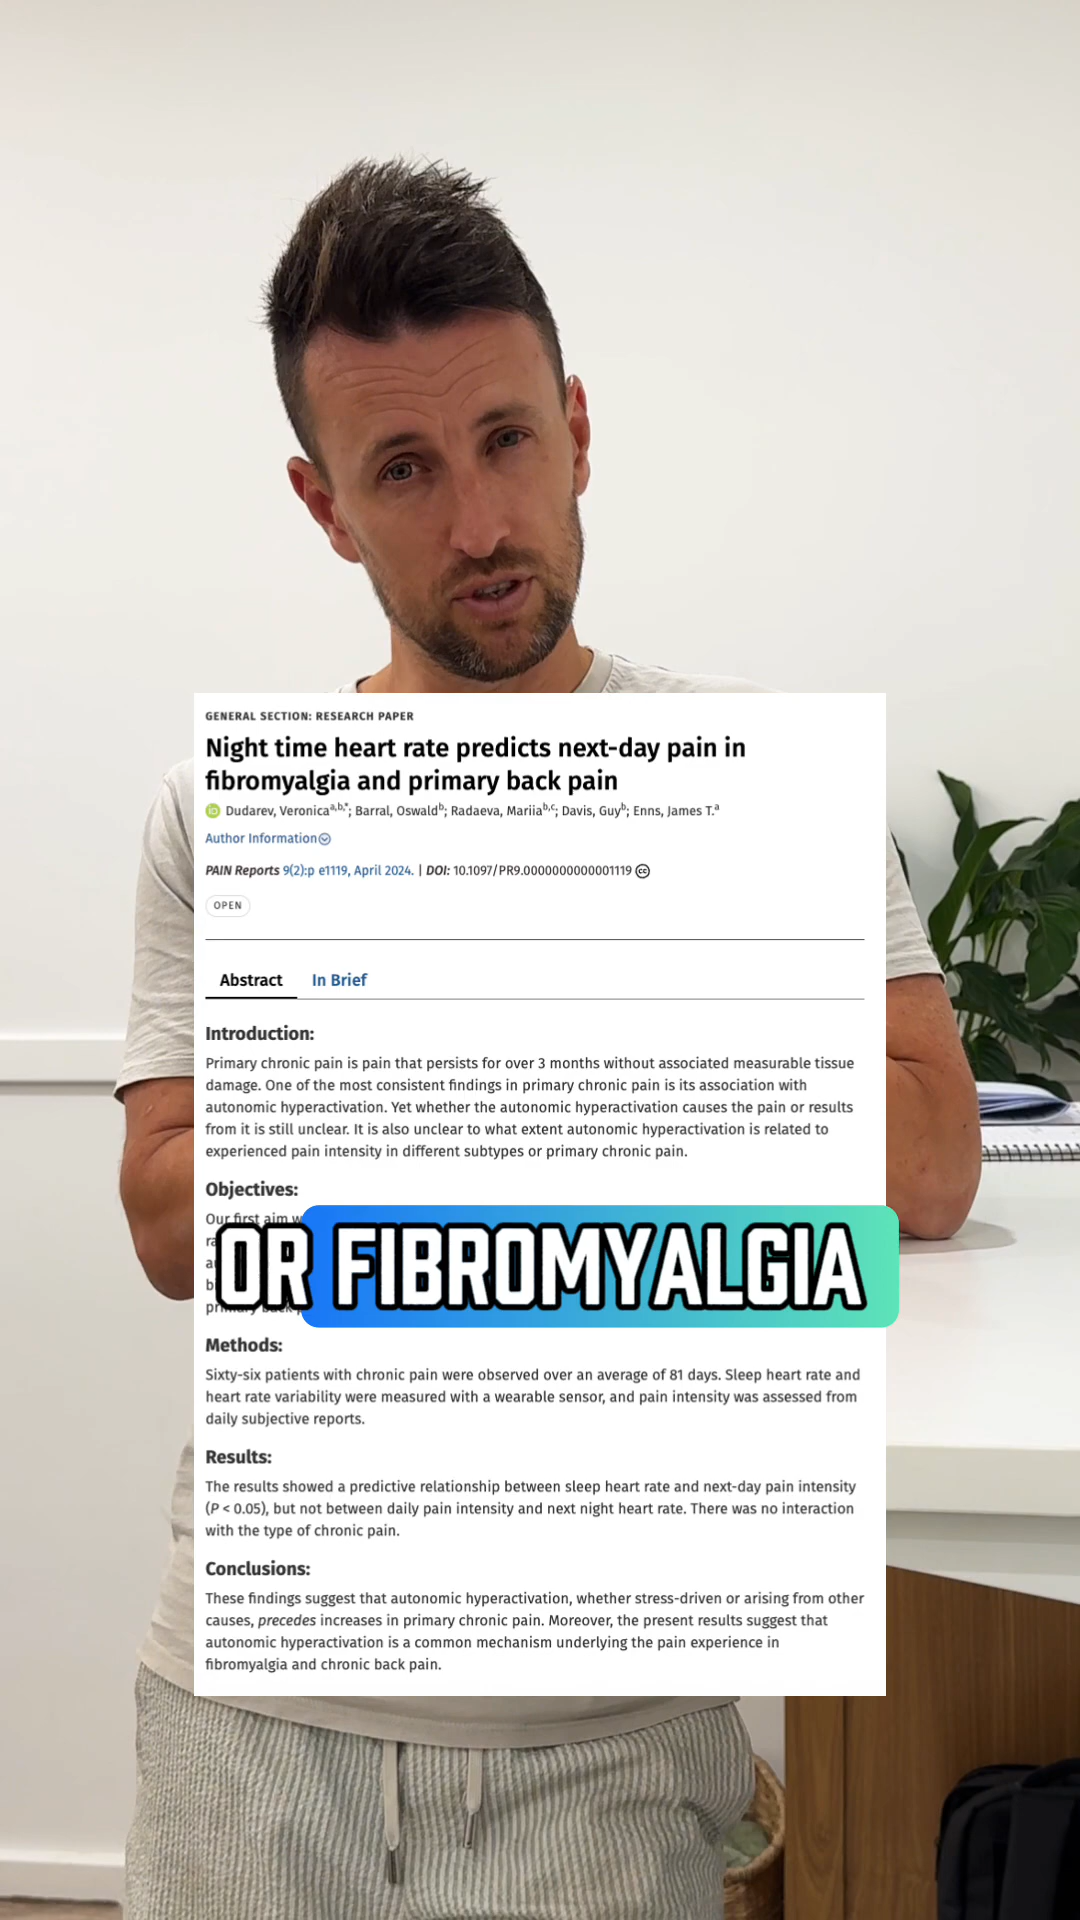 GENERAL SECTION: RESEARCH PAPER
Night time heart rate predicts next-day pain in
fibromyalgia and primary back pain
iD Dudarev, Veronicaa,b,*; Barral, Oswaldb; Radaeva, Mariiab,c; Davis, Guyb; Enns, James T.a
Author Information
PAIN Reports 9(2):p e1119, April 2024. | DOI: 10.1097/PR9.0000000000001119 cc
OPEN
Abstract In Brief
Introduction:
Primary chronic pain is pain that persists for over 3 months without associated measurable tissue
damage. One of the most consistent findings in primary chronic pain is its association with
autonomic hyperactivation. Yet whether the autonomic hyperactivation causes the pain or results
from it is still unclear. It is also unclear to what extent autonomic hyperactivation is related to
experienced pain intensity in different subtypes or primary chronic pain.
Objectives:
Our first aim
OR FIBROMYALGIA
Methods:
Sixty-six patients with chronic pain were observed over an average of 81 days. Sleep heart rate and
heart rate variability were measured with a wearable sensor, and pain intensity was assessed from
daily subjective reports.
Results:
The results showed a predictive relationship between sleep heart rate and next-day pain intensity
(P < 0.05), but not between daily pain intensity and next night heart rate. There was no interaction
with the type of chronic pain.
Conclusions:
These findings suggest that autonomic hyperactivation, whether stress-driven or arising from other
causes, precedes increases in primary chronic pain. Moreover, the present results suggest that
autonomic hyperactivation is a common mechanism underlying the pain experience in
fibromyalgia and chronic back pain.